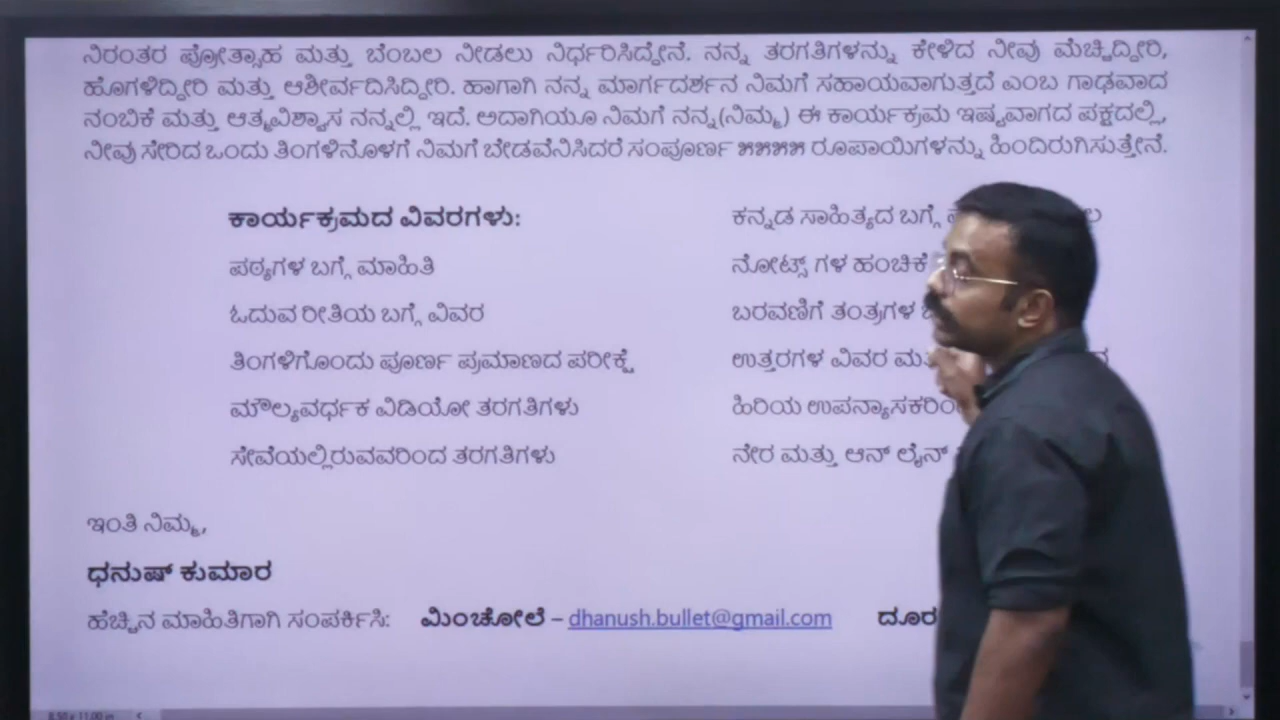 ನಿರಂತರ ಪ್ರೋತ್ಸಾಹ ಮತ್ತು ಬೆಂಬಲ ನೀಡಲು ನಿರ್ಧರಿಸಿದ್ದೇನೆ. ನನ್ನ ತರಗತಿಗಳನ್ನು ಕೇಳಿದ ನೀವು ಮೆಚ್ಚಿದ್ದೀರಿ,
ಹೊಗಳಿದ್ದೀರಿ ಮತ್ತು ಆಶೀರ್ವದಿಸಿದ್ದೀರಿ. ಹಾಗಾಗಿ ನನ್ನ ಮಾರ್ಗದರ್ಶನ ನಿಮಗೆ ಸಹಾಯವಾಗುತ್ತದೆ ಎಂಬ ಗಾಢವಾದ
ನಂಬಿಕೆ ಮತ್ತು ಆತ್ಮವಿಶ್ವಾಸ ನನ್ನಲ್ಲಿ ಇದೆ. ಅದಾಗಿಯೂ ನಿಮಗೆ ನನ್ನ(ನಿಮ್ಮ) ಈ ಕಾರ್ಯಕ್ರಮ ಇಷ್ಟವಾಗದ ಪಕ್ಷದಲ್ಲಿ,
ನೀವು ಸೇರಿದ ಒಂದು ತಿಂಗಳಿನೊಳಗೆ ನಿಮಗೆ ಬೇಡವೆನಿಸಿದರೆ ಸಂಪೂರ್ಣ ೫೫೫೫ ರೂಪಾಯಿಗಳನ್ನು ಹಿಂದಿರುಗಿಸುತ್ತೇನೆ.
ಕಾರ್ಯಕ್ರಮದ ವಿವರಗಳು:
ಪಠ್ಯಗಳ ಬಗ್ಗೆ ಮಾಹಿತಿ
ಓದುವ ರೀತಿಯ ಬಗ್ಗೆ ವಿವರ
ತಿಂಗಳಿಗೊಂದು ಪೂರ್ಣ ಪ್ರಮಾಣದ ಪರೀಕ್ಷೆ
ಮೌಲ್ಯವರ್ಧಕ ವಿಡಿಯೋ ತರಗತಿಗಳು
ಸೇವೆಯಲ್ಲಿರುವವರಿಂದ ತರಗತಿಗಳು
ಕನ್ನಡ ಸಾಹಿತ್ಯದ ಬಗ್ಗೆ
ನೋಟ್ಸ್ ಗಳ ಹಂಚಿಕೆ
ಬರವಣಿಗೆ ತಂತ್ರಗಳ
ಉತ್ತರಗಳ ವಿವರ
ಹಿರಿಯ ಉಪನ್ಯಾಸಕರಿಂ
ನೇರ ಮತ್ತು ಆನ್ ಲೈನ್
ಇಂತಿ ನಿಮ್ಮ,
ಧನುಷ್ ಕುಮಾರ
ಹೆಚ್ಚಿನ ಮಾಹಿತಿಗಾಗಿ ಸಂಪರ್ಕಿಸಿ: ಮಿಂಚೋಲೆ – dhanush.bullet@gmail.com ದೂರ